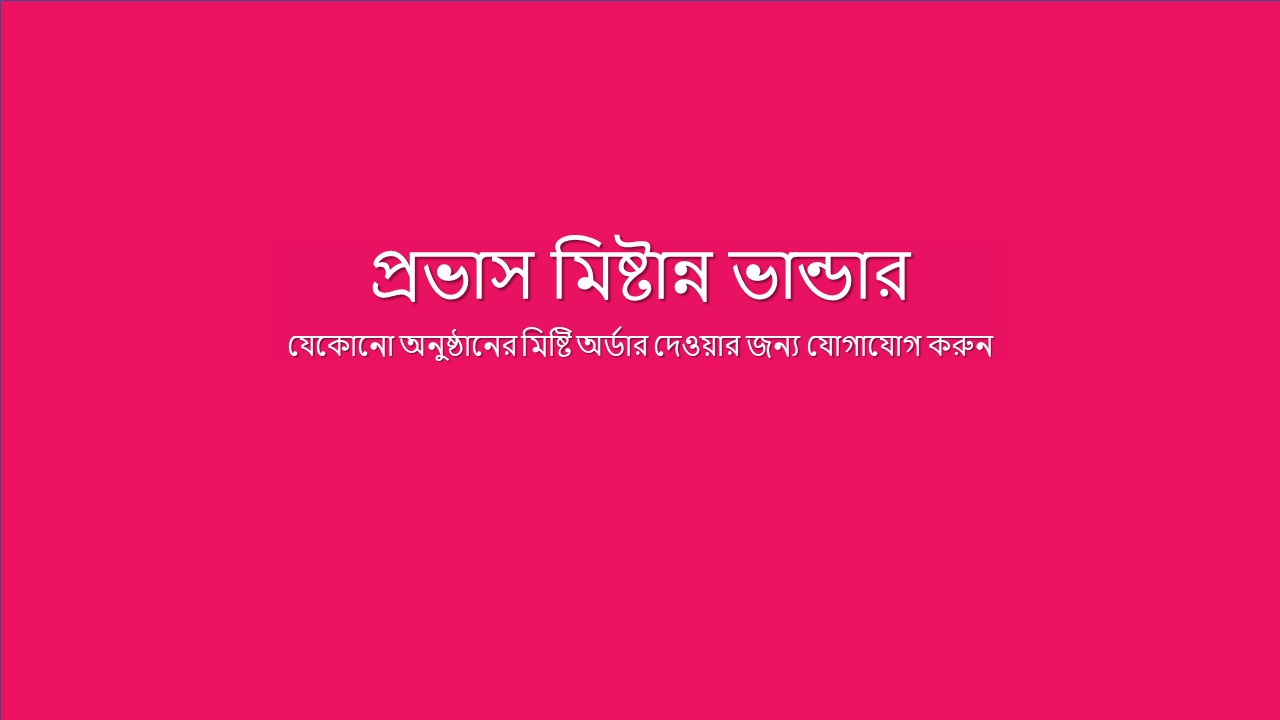 প্রভাস মিষ্টান্ন ভান্ডার
যেকোনো অনুষ্ঠানের মিষ্টি অর্ডার দেওয়ার জন্য যোগাযোগ করুন